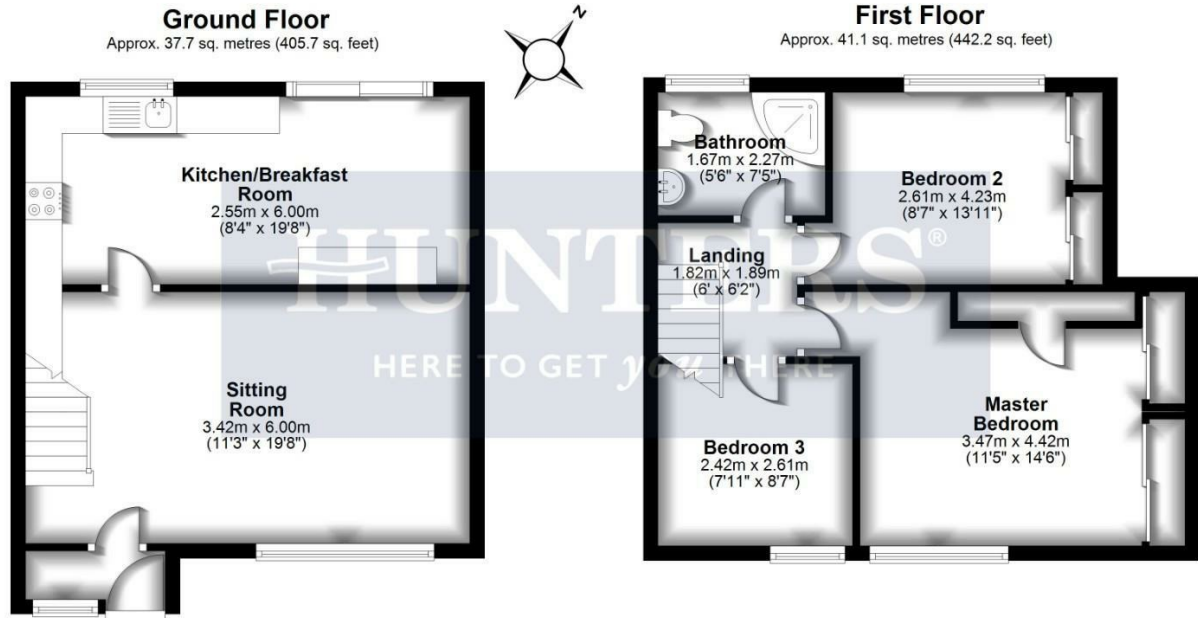 Ground Floor
Approx. 37.7 sq. metres (405.7 sq. feet)
N
First Floor
Approx. 41.1 sq. metres (442.2 sq. feet)
Kitchen/Breakfast
Room
2.55m x 6.00m
(8'4" x 19'8")
Sitting
Room
3.42m x 6.00m
(11'3" x 19'8")
Bathroom
1.67m x 2.27m
(5'6" x 7'5")
Bedroom 2
2.61m x 4.23m
(8'7" x 13'11")
Landing
1.82m x 1.89m
(6' x 6'2")
Master
Bedroom
3.47m x 4.42m
(11'5" x 14'6")
Bedroom 3
2.42m x 2.61m
(7'11" x 8'7")
HUNTERS®
HERE TO GET you THERE